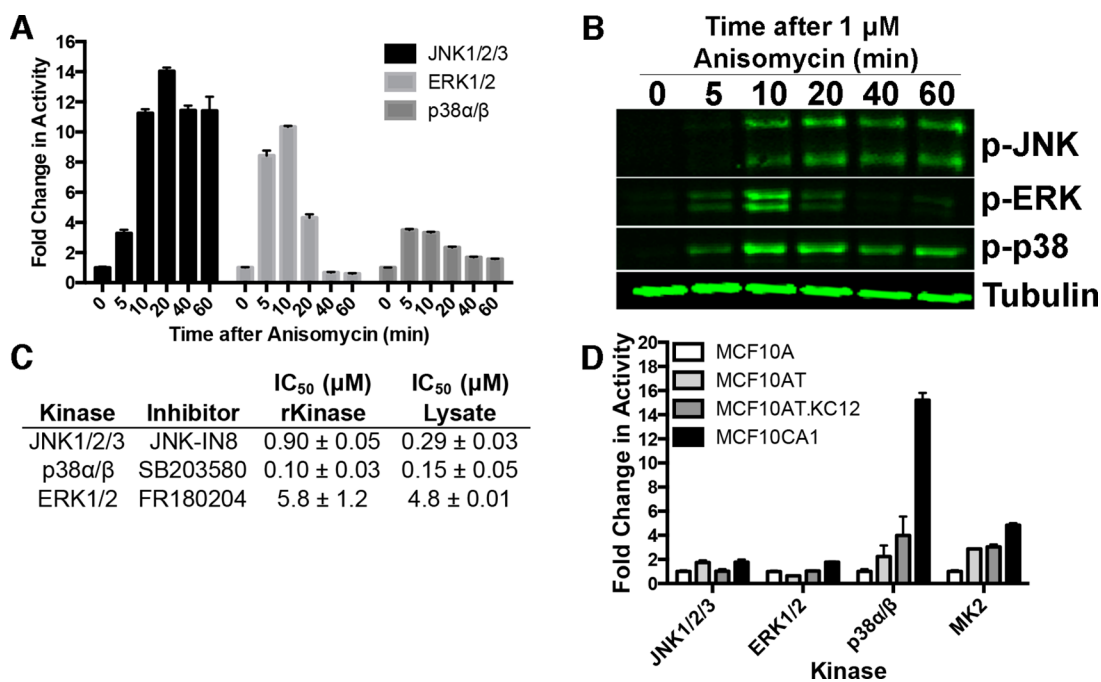 A
Fold Change in Activity
16
14
12
10
8
6
4
2
0
JNK1/2/3
ERK1/2
p38α/β
0 5 10 20 40 60 0 5 10 20 40 60 0 5 10 20 40 60
Time after Anisomycin (min)
B
Time after 1 μM
Anisomycin (min)
0 5 10 20 40 60
p-JNK
p-ERK
p-p38
Tubulin
C
IC50 (μM) IC50 (μM)
Kinase Inhibitor rKinase Lysate
JNK1/2/3 JNK-IN8 0.90 ± 0.05 0.29 ± 0.03
p38α/β SB203580 0.10 ± 0.03 0.15 ± 0.05
ERK1/2 FR180204 5.8 ± 1.2 4.8 ± 0.01
D
Fold Change in Activity
20
18
16
14
12
10
8
6
4
2
0
MCF10A
MCF10AT
MCF10AT.KC12
MCF10CA1
JNK1/2/3 ERK1/2 p38α/β MK2
Kinase